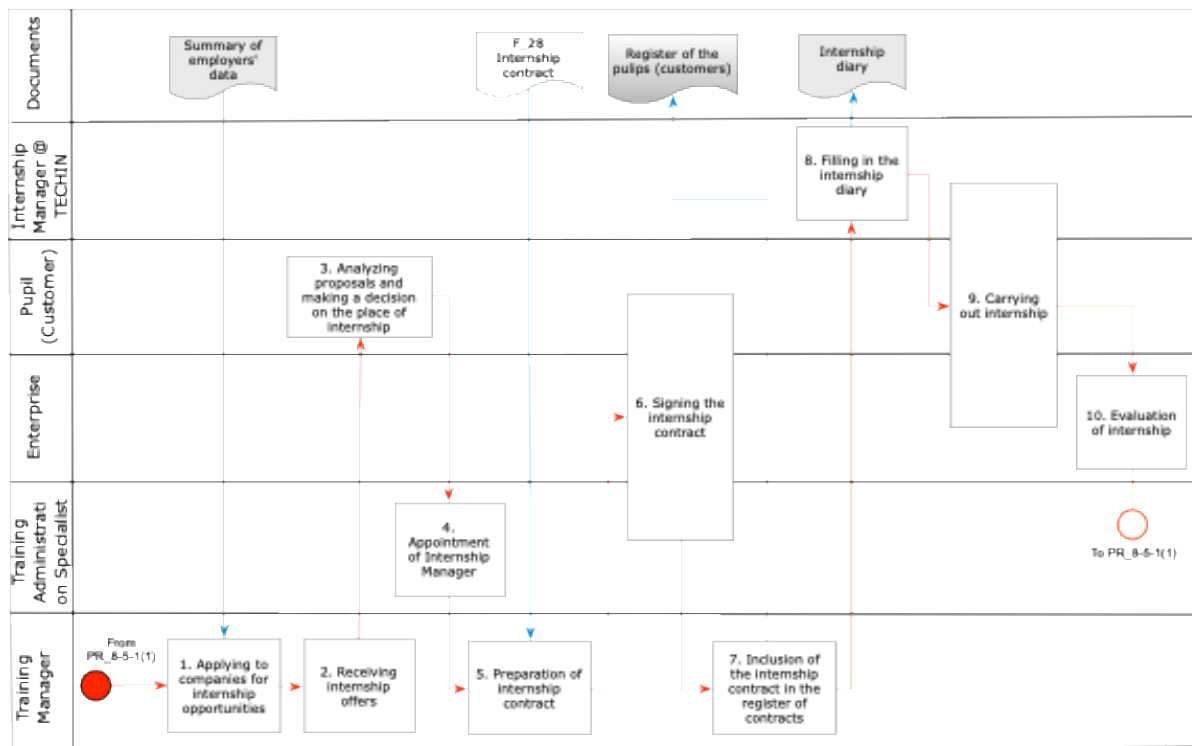 Documents
Summary of
employers'
data
F_28
Internship
contract
Register of the
pulips (customers)
Internship
diary
Internship
Manager @
TECHIN
8. Filling in the
internship
diary
Pupil
(Customer)
3. Analyzing
proposals and
making a decision
on the place of
internship
9. Carrying
out internship
Enterprise
6. Signing the
internship
contract
10. Evaluation
of internship
Training
Administrati
on Specialist
4.
Appointment
of Internship
Manager
To PR_8-5-1(1)
Training
Manager
From
PR_8-5-1(1)
1. Applying to
companies for
internship
opportunities
2. Receiving
internship
offers
5. Preparation of
internship
contract
7. Inclusion of
the internship
contract in the
register of
contracts